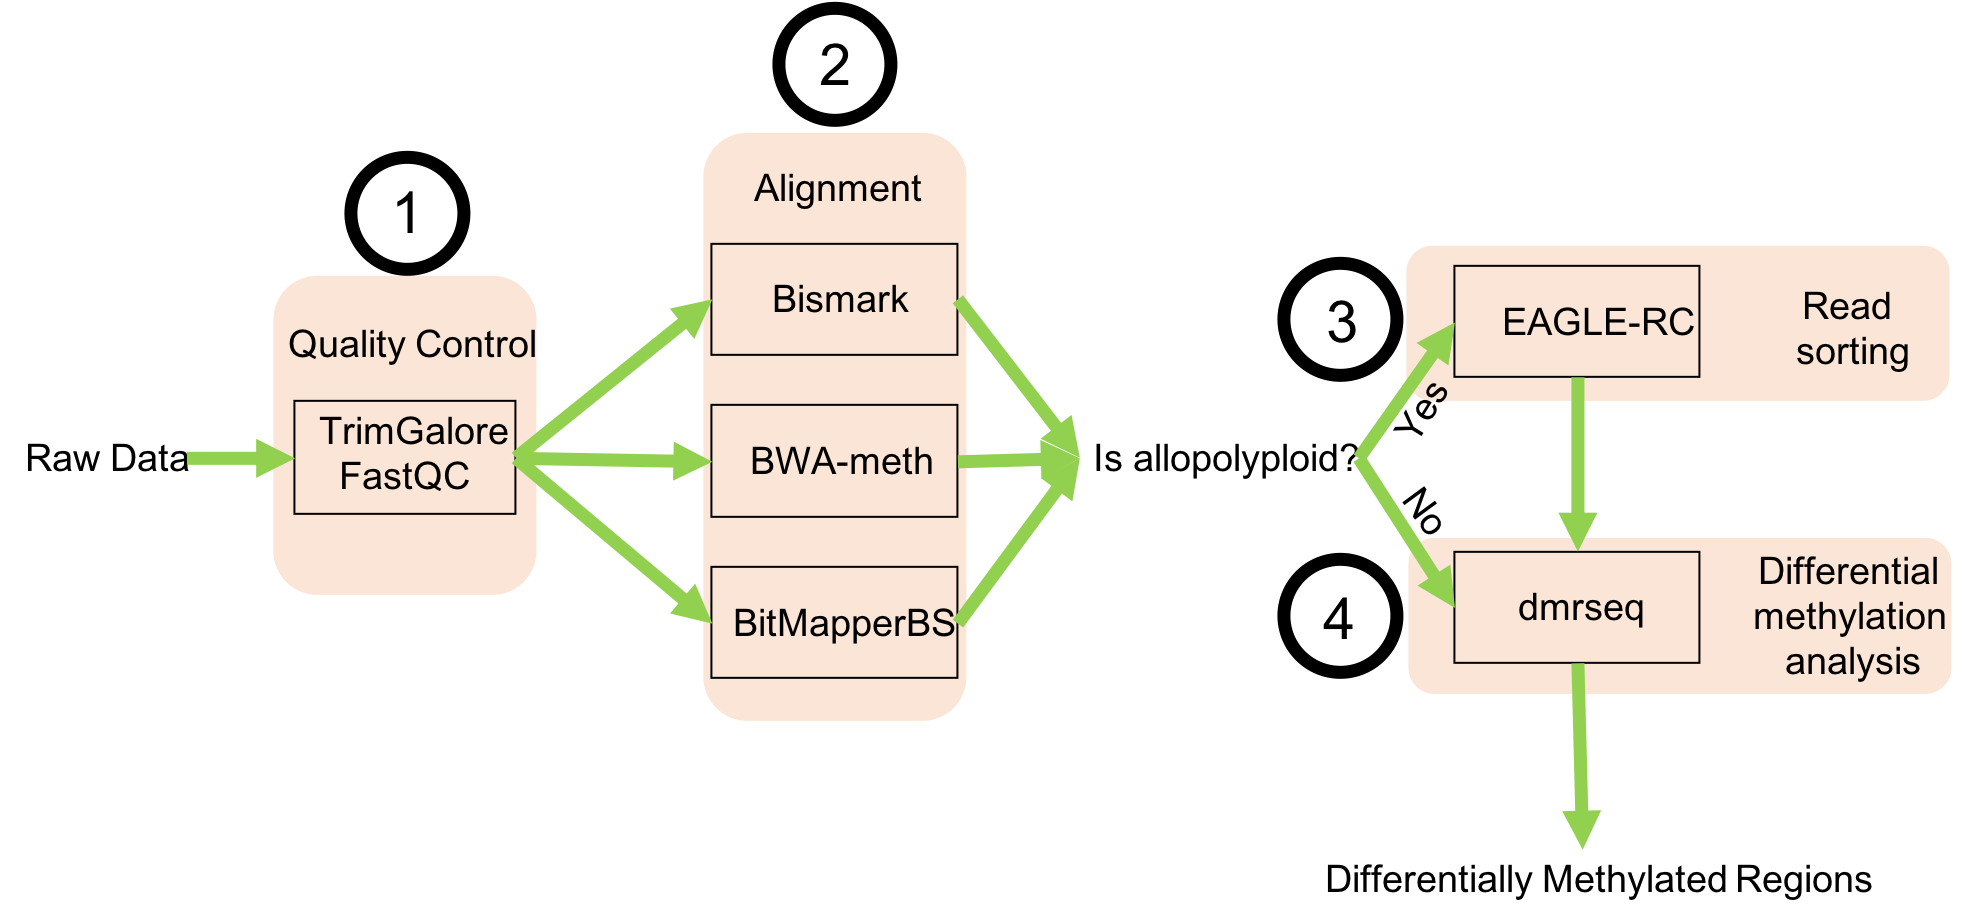 1
2
Alignment
Quality Control
Raw Data
TrimGalore
FastQC
Bismark
BWA-meth
BitMapperBS
Is allopolyploid?
Yes
No
3
EAGLE-RC
Read
sorting
4
dmrseq
Differential
methylation
analysis
Differentially Methylated Regions